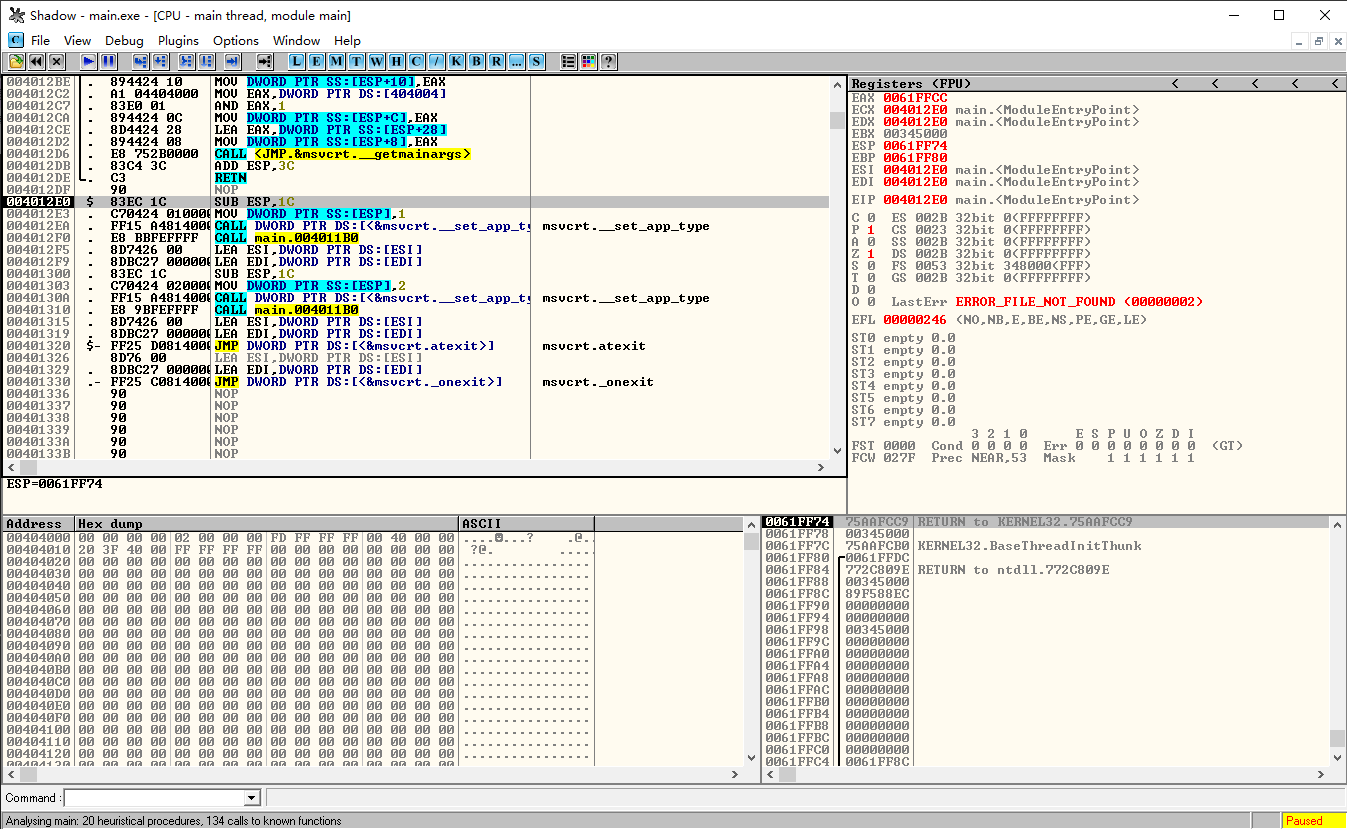 Shadow - main.exe - [CPU - main thread, module main]
C File View Debug Plugins Options Window Help
L E M T W H C / K B R ... S ?
004012BE . 894424 10 MOV DWORD PTR SS:[ESP+10],EAX
004012C2 . A1 04404000 MOV EAX,DWORD PTR DS:[404004]
004012C7 . 83E0 01 AND EAX,1
004012CA . 894424 0C MOV DWORD PTR SS:[ESP+C],EAX
004012CE . 8D4424 28 LEA EAX,DWORD PTR SS:[ESP+28]
004012D2 . 894424 08 MOV DWORD PTR SS:[ESP+8],EAX
004012D6 . E8 752B0000 CALL <JMP.&msvcrt.__getmainargs>
004012DB . 83C4 3C ADD ESP,3C
004012DE . C3 RETN
004012DF 90 NOP
004012E0 $ 83EC 1C SUB ESP,1C
004012E3 . C70424 010000 MOV DWORD PTR SS:[ESP],1
004012EA . FF15 A4814000 CALL DWORD PTR DS:[<&msvcrt.__set_app_ty msvcrt.__set_app_type
004012F0 . E8 BBFEFFFF CALL main.004011B0
004012F5 . 8D7426 00 LEA ESI,DWORD PTR DS:[ESI]
004012F9 . 8DBC27 000000 LEA EDI,DWORD PTR DS:[EDI]
00401300 . 83EC 1C SUB ESP,1C
00401303 . C70424 020000 MOV DWORD PTR SS:[ESP],2
0040130A . FF15 A4814000 CALL DWORD PTR DS:[<&msvcrt.__set_app_ty msvcrt.__set_app_type
00401310 . E8 9BFEFFFF CALL main.004011B0
00401315 . 8D7426 00 LEA ESI,DWORD PTR DS:[ESI]
00401319 . 8DBC27 000000 LEA EDI,DWORD PTR DS:[EDI]
00401320 $- FF25 D0814000 JMP DWORD PTR DS:[<&msvcrt.atexit>] msvcrt.atexit
00401326 8D76 00 LEA ESI,DWORD PTR DS:[ESI]
00401329 . 8DBC27 000000 LEA EDI,DWORD PTR DS:[EDI]
00401330 .- FF25 C0814000 JMP DWORD PTR DS:[<&msvcrt._onexit>] msvcrt._onexit
00401336 90 NOP
00401337 90 NOP
00401338 90 NOP
00401339 90 NOP
0040133A 90 NOP
0040133B 90 NOP
ESP=0061FF74
Registers (FPU) < < < < <
EAX 0061FFCC
ECX 004012E0 main.<ModuleEntryPoint>
EDX 004012E0 main.<ModuleEntryPoint>
EBX 00345000
ESP 0061FF74
EBP 0061FF80
ESI 004012E0 main.<ModuleEntryPoint>
EDI 004012E0 main.<ModuleEntryPoint>
EIP 004012E0 main.<ModuleEntryPoint>
C 0 ES 002B 32bit 0(FFFFFFFF)
P 1 CS 0023 32bit 0(FFFFFFFF)
A 0 SS 002B 32bit 0(FFFFFFFF)
Z 1 DS 002B 32bit 0(FFFFFFFF)
S 0 FS 0053 32bit 348000(FFF)
T 0 GS 002B 32bit 0(FFFFFFFF)
D 0
O 0 LastErr ERROR_FILE_NOT_FOUND (00000002)
EFL 00000246 (NO,NB,E,BE,NS,PE,GE,LE)
ST0 empty 0.0
ST1 empty 0.0
ST2 empty 0.0
ST3 empty 0.0
ST4 empty 0.0
ST5 empty 0.0
ST6 empty 0.0
ST7 empty 0.0
3 2 1 0 E S P U O Z D I
FST 0000 Cond 0 0 0 0 Err 0 0 0 0 0 0 0 0 (GT)
FCW 027F Prec NEAR,53 Mask 1 1 1 1 1 1
Address Hex dump ASCII
00404000 00 00 00 00 02 00 00 00 FD FF FF FF 00 40 00 00 ....☻...? .@..
00404010 20 3F 40 00 FF FF FF FF 00 00 00 00 00 00 00 00 ?@. .....
00404020 00 00 00 00 00 00 00 00 00 00 00 00 00 00 00 00 ................
00404030 00 00 00 00 00 00 00 00 00 00 00 00 00 00 00 00 ................
00404040 00 00 00 00 00 00 00 00 00 00 00 00 00 00 00 00 ................
00404050 00 00 00 00 00 00 00 00 00 00 00 00 00 00 00 00 ................
00404060 00 00 00 00 00 00 00 00 00 00 00 00 00 00 00 00 ................
00404070 00 00 00 00 00 00 00 00 00 00 00 00 00 00 00 00 ................
00404080 00 00 00 00 00 00 00 00 00 00 00 00 00 00 00 00 ................
00404090 00 00 00 00 00 00 00 00 00 00 00 00 00 00 00 00 ................
004040A0 00 00 00 00 00 00 00 00 00 00 00 00 00 00 00 00 ................
004040B0 00 00 00 00 00 00 00 00 00 00 00 00 00 00 00 00 ................
004040C0 00 00 00 00 00 00 00 00 00 00 00 00 00 00 00 00 ................
004040D0 00 00 00 00 00 00 00 00 00 00 00 00 00 00 00 00 ................
004040E0 00 00 00 00 00 00 00 00 00 00 00 00 00 00 00 00 ................
004040F0 00 00 00 00 00 00 00 00 00 00 00 00 00 00 00 00 ................
00404100 00 00 00 00 00 00 00 00 00 00 00 00 00 00 00 00 ................
00404110 00 00 00 00 00 00 00 00 00 00 00 00 00 00 00 00 ................
00404120 00 00 00 00 00 00 00 00 00 00 00 00 00 00 00 00 ................
00404130 00 00 00 00 00 00 00 00 00 00 00 00 00 00 00 00
0061FF74 75AAFCC9 RETURN to KERNEL32.75AAFCC9
0061FF78 00345000
0061FF7C 75AAFCB0 KERNEL32.BaseThreadInitThunk
0061FF80 0061FFDC
0061FF84 772C809E RETURN to ntdll.772C809E
0061FF88 00345000
0061FF8C 89F588EC
0061FF90 00000000
0061FF94 00000000
0061FF98 00345000
0061FF9C 00000000
0061FFA0 00000000
0061FFA4 00000000
0061FFA8 00000000
0061FFAC 00000000
0061FFB0 00000000
0061FFB4 00000000
0061FFB8 00000000
0061FFBC 00000000
0061FFC0 00000000
0061FFC4 0061FF8C
Command :
Analysing main: 20 heuristical procedures, 134 calls to known functions
Paused